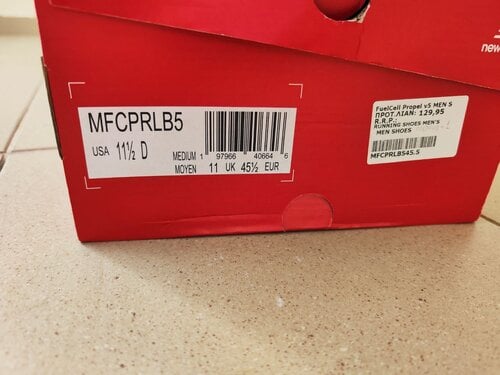 new
MFCPRLB5
USA 11½ D
MEDIUM 1 97966 40664 6
MOYEN 11 UK 45½ EUR
FuelCell Propel v5 MEN S
ΠΡΟΤ.ΛΙΑΝ: 129,95
R.R.P.:
RUNNING SHOES MEN'S
MEN SHOES
MFCPRLB545.5